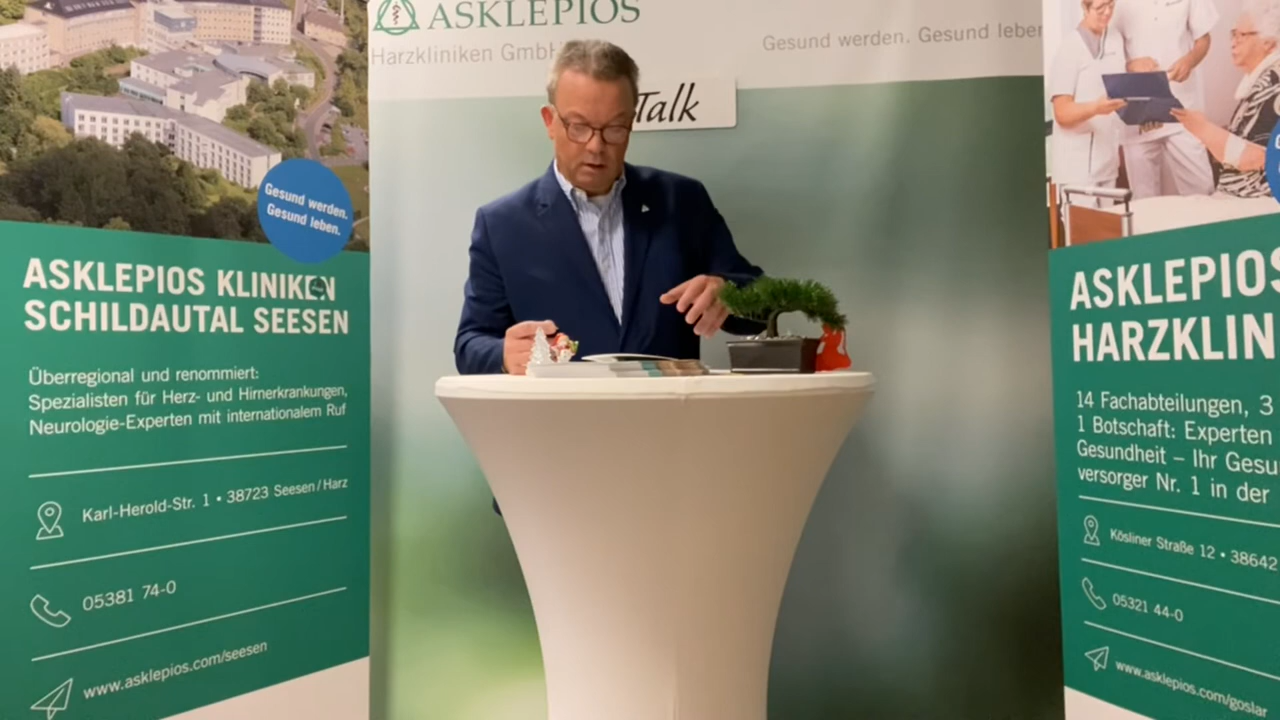 ASKLEPIOS
Harzkliniken GmbH
Gesund werden. Gesund leben
Talk
Gesund werden.
Gesund leben.
ASKLEPIOS KLINIKEN
SCHILDAUTAL SEESEN
Überregional und renommiert:
Spezialisten für Herz- und Hirnerkrankungen,
Neurologie-Experten mit internationalem Ruf
Karl-Herold-Str. 1 • 38723 Seesen/Harz
05381 74-0
www.asklepios.com/seesen
ASKLEPIOS
HARZKLIN
14 Fachabteilungen, 3
1 Botschaft: Experten
Gesundheit – Ihr Gesu
versorger Nr. 1 in der
Kösliner Straße 12 • 38642
05321 44-0
www.asklepios.com/goslar